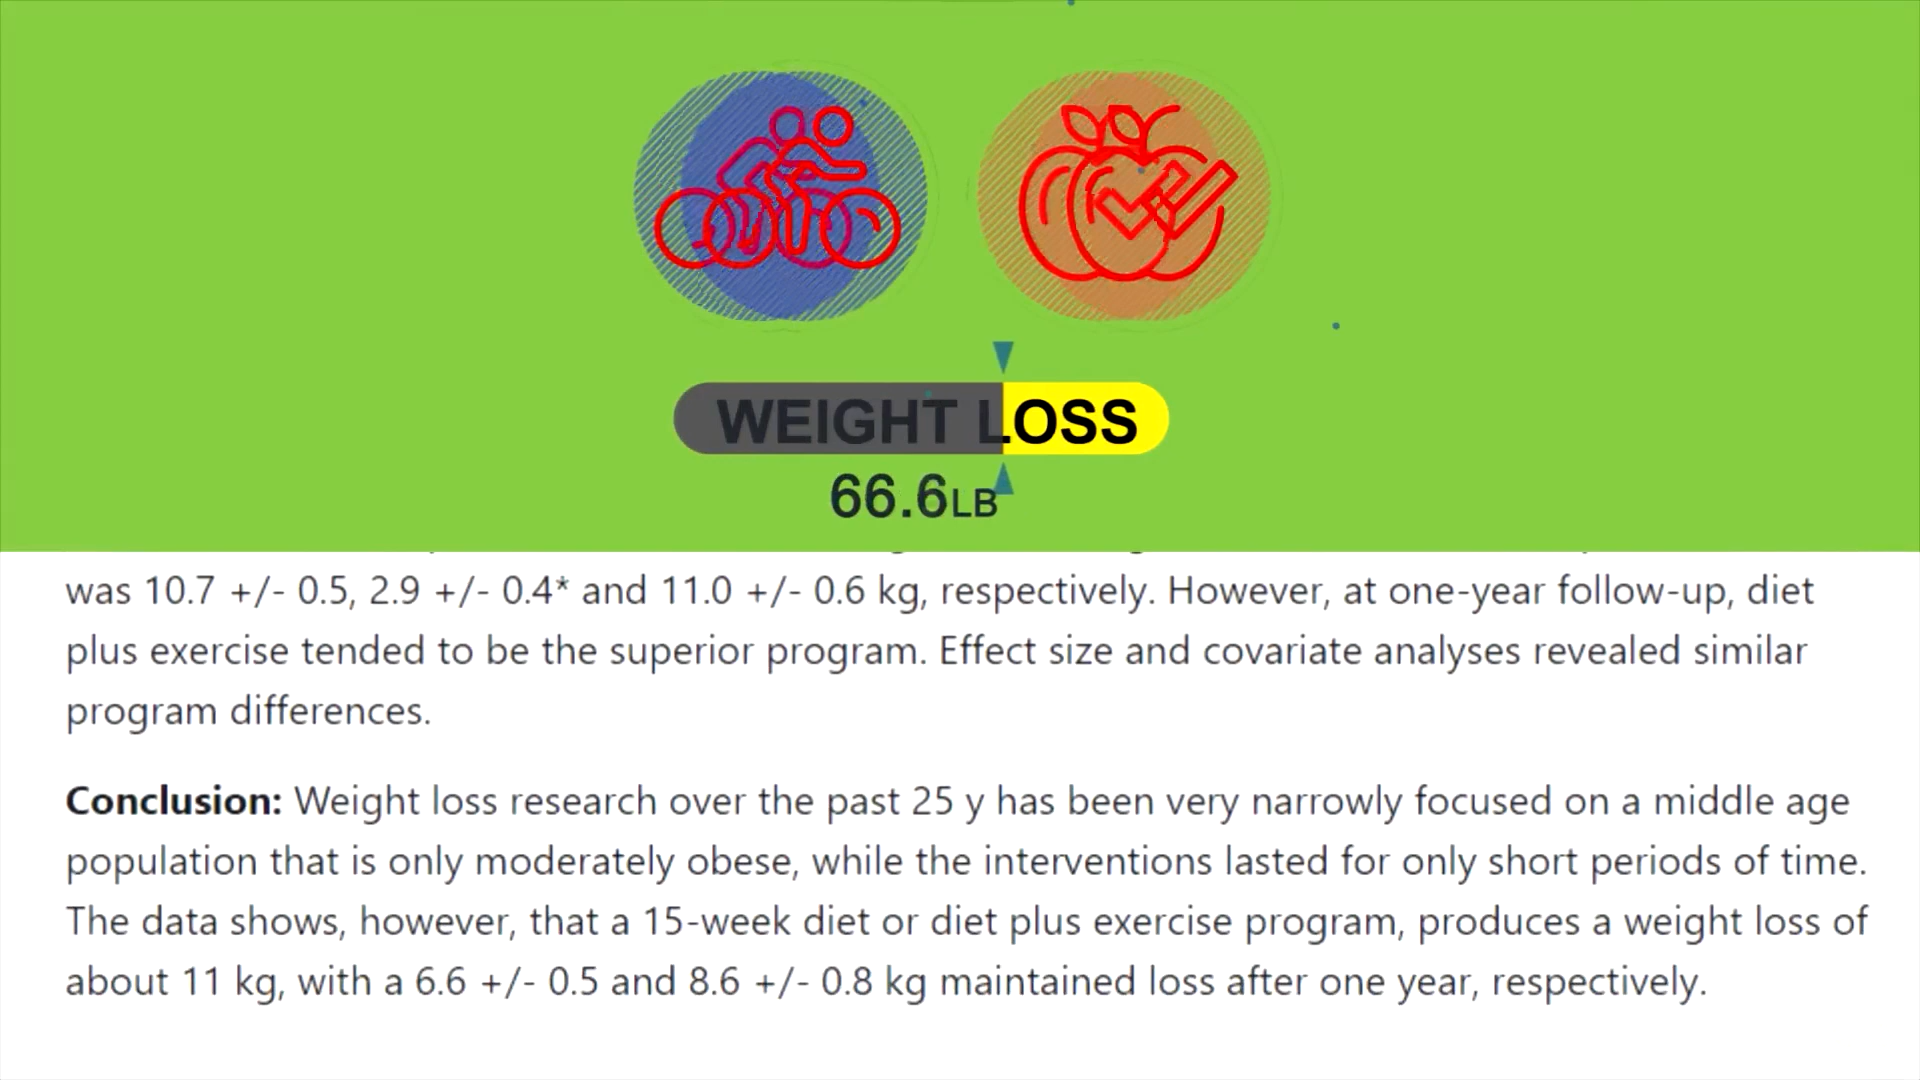 WEIGHT LOSS
66.6LB
was 10.7 +/- 0.5, 2.9 +/- 0.4* and 11.0 +/- 0.6 kg, respectively. However, at one-year follow-up, diet
plus exercise tended to be the superior program. Effect size and covariate analyses revealed similar
program differences.
Conclusion: Weight loss research over the past 25 y has been very narrowly focused on a middle age
population that is only moderately obese, while the interventions lasted for only short periods of time.
The data shows, however, that a 15-week diet or diet plus exercise program, produces a weight loss of
about 11 kg, with a 6.6 +/- 0.5 and 8.6 +/- 0.8 kg maintained loss after one year, respectively.